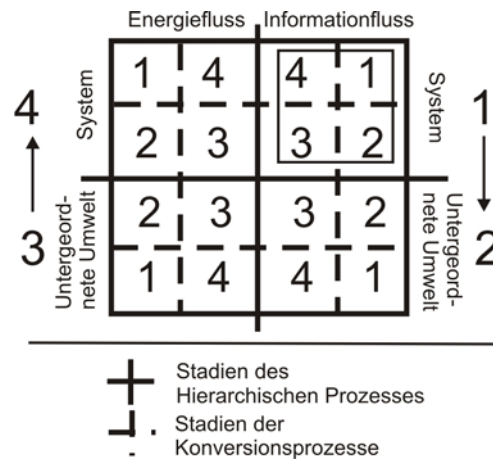 Energiefluss Informationfluss
1 4 4 1
System System
4 2 3 3 2 1
3 2 3 3 2 2
Untergeord-
nete Umwelt
Untergeord-
nete Umwelt
1 4 4 1
Stadien des
Hierarchischen Prozesses
Stadien der
Konversionsprozesse